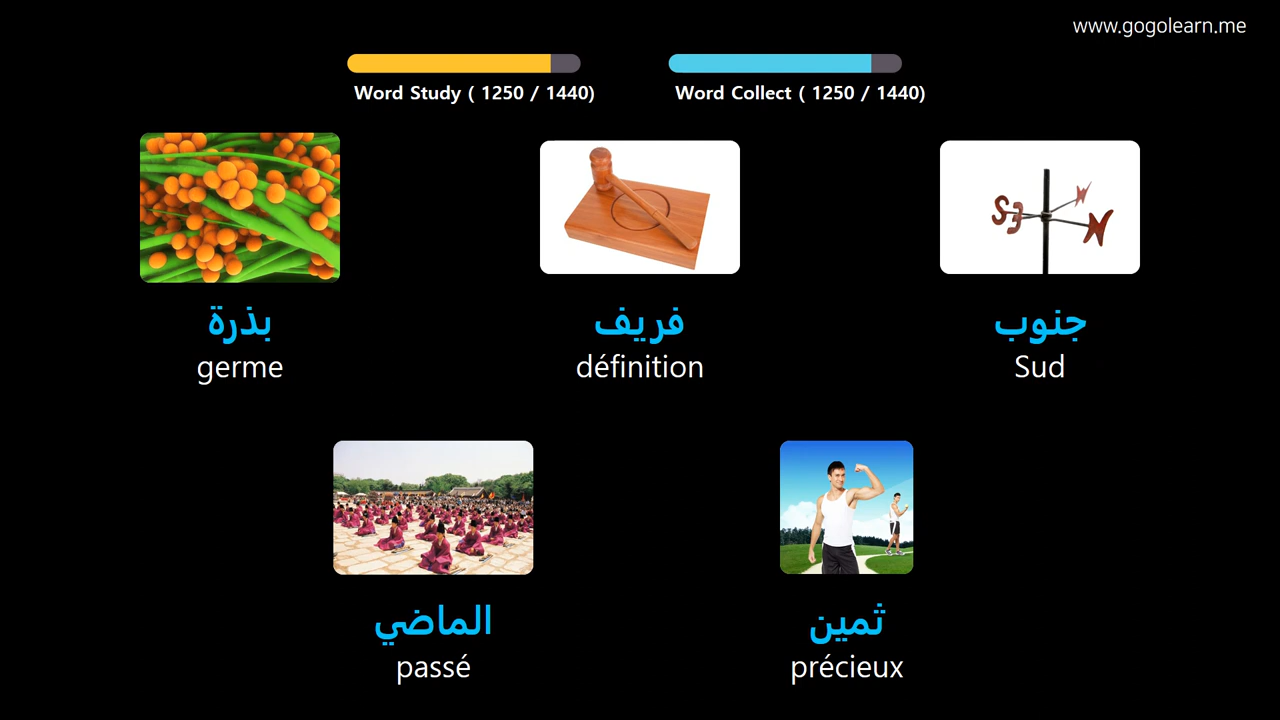 www.gogolearn.me
Word Study ( 1250 / 1440)
Word Collect ( 1250 / 1440)
بذرة
germe
فريف
définition
جنوب
Sud
الماضي
passé
ثمين
précieux